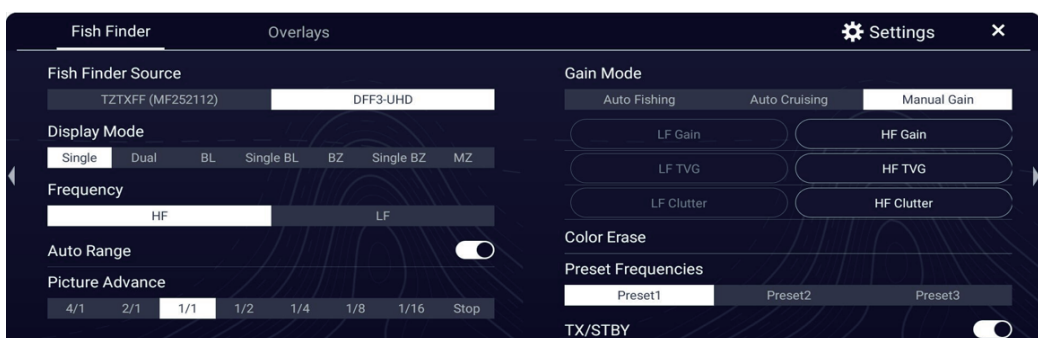 Fish Finder Overlays Settings
Fish Finder Source
TZTXFF (MF252112) DFF3-UHD
Display Mode
Single Dual BL Single BL BZ Single BZ MZ
Frequency
HF LF
Auto Range
Picture Advance
4/1 2/1 1/1 1/2 1/4 1/8 1/16 Stop
Gain Mode
Auto Fishing Auto Cruising Manual Gain
LF Gain HF Gain
LF TVG HF TVG
LF Clutter HF Clutter
Color Erase
Preset Frequencies
Preset1 Preset2 Preset3
TX/STBY